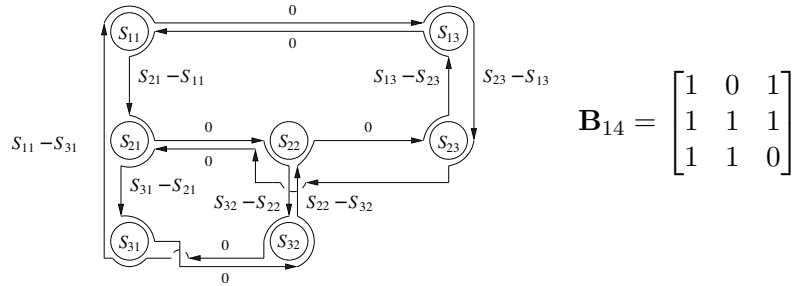 0
S₁₁ S₁₃
0
S₂₁ – S₁₁ S₁₃ – S₂₃ S₂₃ – S₁₃
S₁₁ – S₃₁
0 0
S₂₁ S₂₂ S₂₃
0
S₃₁ – S₂₁ S₃₂ – S₂₂ S₂₂ – S₃₂
0
S₃₁ S₃₂
0
B₁₄ =
1 0 1
1 1 1
1 1 0